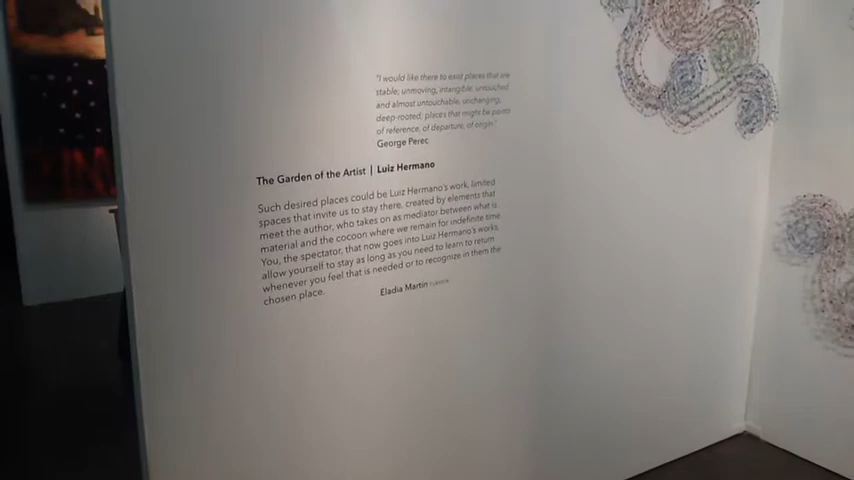 "I would like there to exist places that are
stable, unmoving, intangible, untouched
and almost untouchable, unchanging,
deep-rooted; places that might be points
of reference, of departure, of origin."
George Perec
The Garden of the Artist | Luiz Hermano
Such desired places could be Luiz Hermano's work, limited
spaces that invite us to stay there, created by elements that
meet the author, who takes on as mediator between what is
material and the cocoon where we remain for indefinite time.
You, the spectator, that now goes into Luiz Hermano's works,
allow yourself to stay as long as you need to learn to return
whenever you feel that is needed or to recognize in them the
chosen place.
Eladia Martin